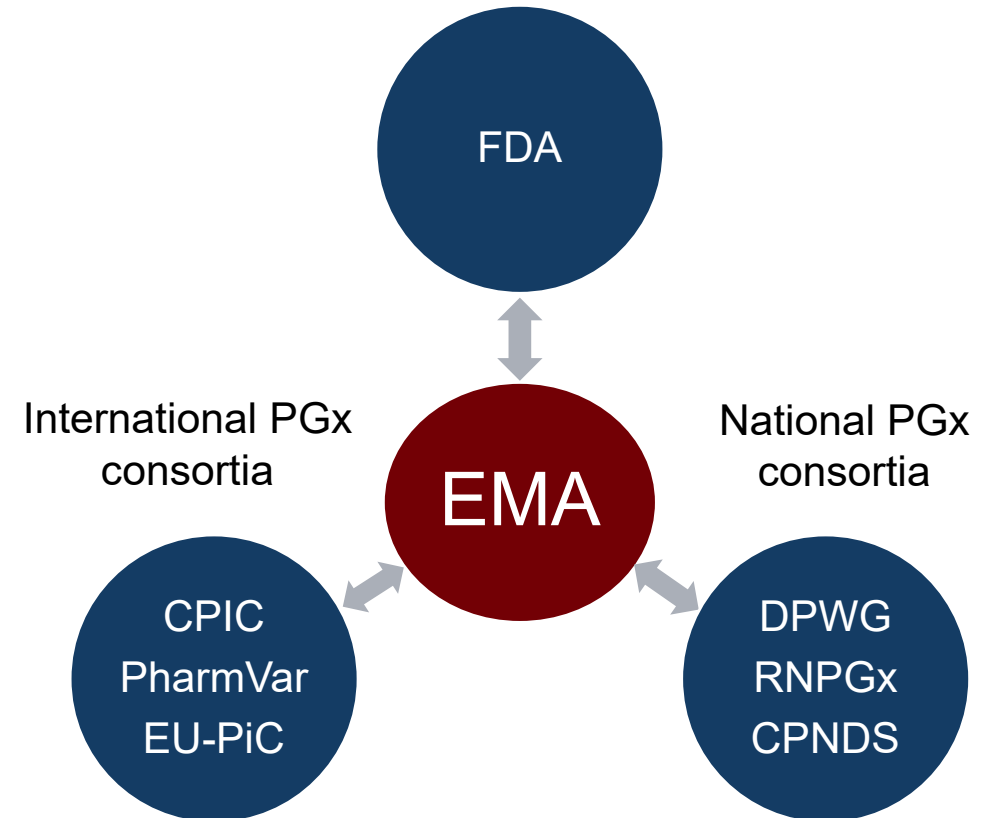 FDA
International PGx
consortia
National PGx
consortia
EMA
CPIC
PharmVar
EU-PiC
DPWG
RNPGx
CPNDS